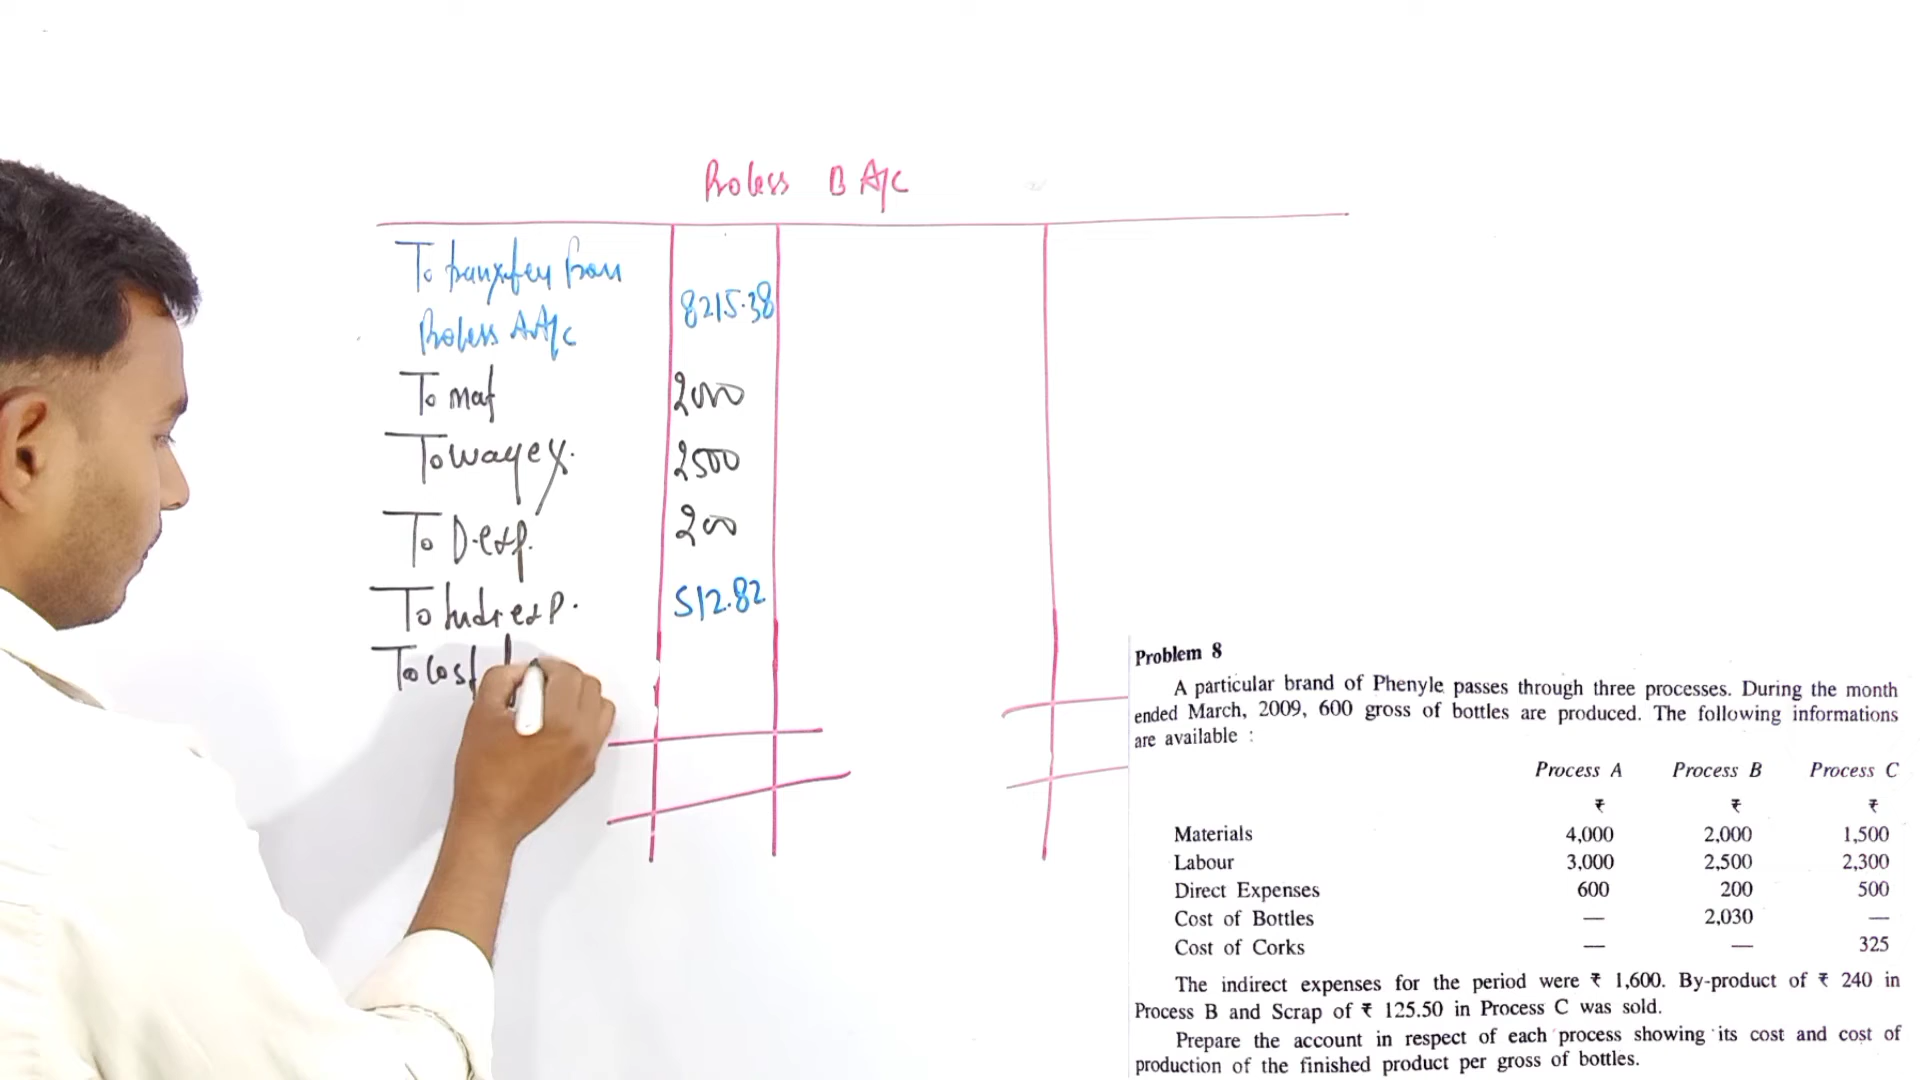 Process B A/c
To transfer from
Process A A/c 8215.38
To mat 2000
To wages. 2500
To D.exp. 200
To Indr exp. 512.82
To Cost
Problem 8
A particular brand of Phenyle passes through three processes. During the month
ended March, 2009, 600 gross of bottles are produced. The following informations
are available :
Process A Process B Process C
₹ ₹ ₹
Materials 4,000 2,000 1,500
Labour 3,000 2,500 2,300
Direct Expenses 600 200 500
Cost of Bottles — 2,030 —
Cost of Corks — — 325
The indirect expenses for the period were ₹ 1,600. By-product of ₹ 240 in
Process B and Scrap of ₹ 125.50 in Process C was sold.
Prepare the account in respect of each process showing its cost and cost of
production of the finished product per gross of bottles.